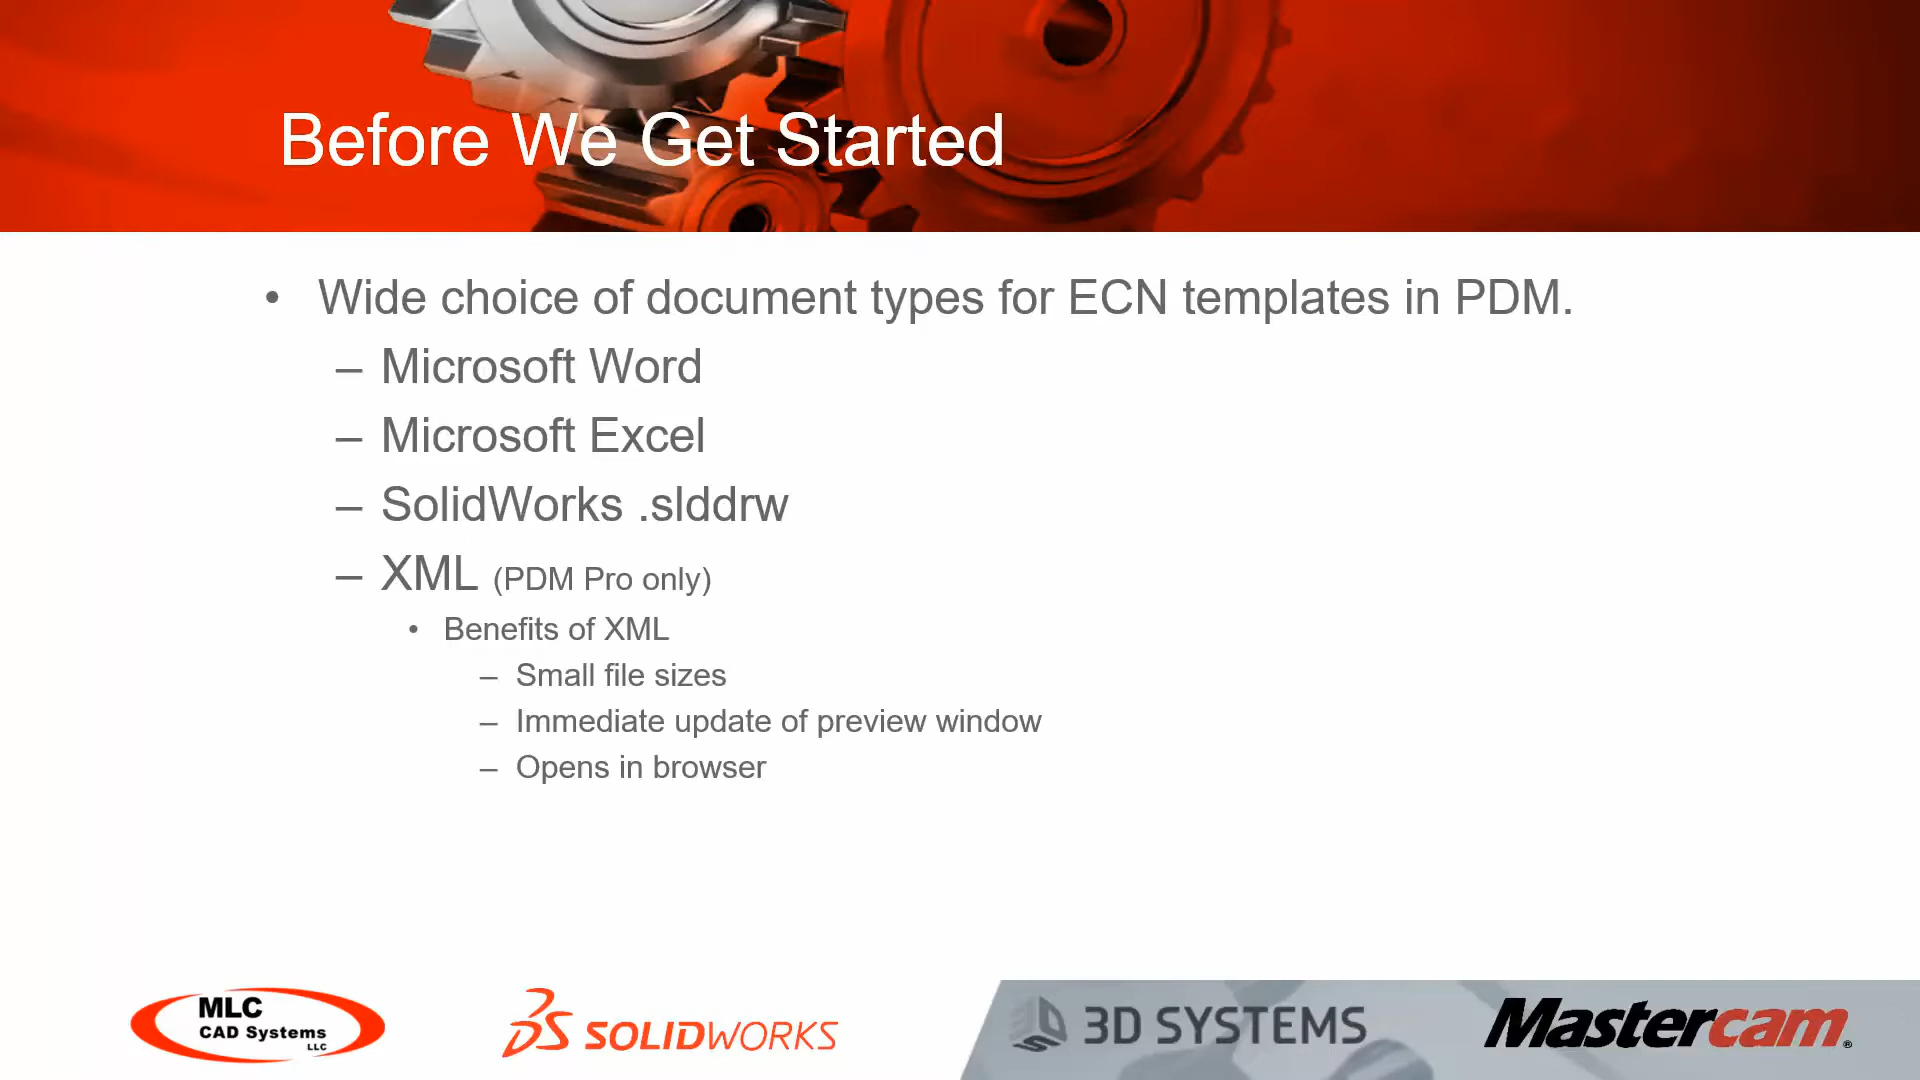 Before We Get Started
• Wide choice of document types for ECN templates in PDM.
– Microsoft Word
– Microsoft Excel
– SolidWorks .slddrw
– XML (PDM Pro only)
• Benefits of XML
– Small file sizes
– Immediate update of preview window
– Opens in browser
MLC
CAD Systems
LLC
SOLIDWORKS
3D SYSTEMS
Mastercam®